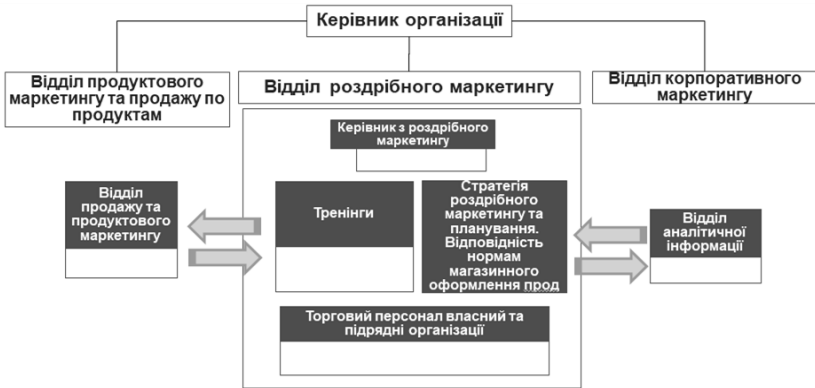 Керівник організації
Відділ продуктового
маркетингу та продажу по
продуктам
Відділ роздрібного маркетингу
Відділ корпоративного
маркетингу
Керівник з роздрібного
маркетингу
Відділ
продажу та
продуктового
маркетингу
Тренінги
Стратегія
роздрібного
маркетингу та
планування.
Відповідність
нормам
магазинного
оформлення прод
Відділ
аналітичної
інформації
Торговий персонал власний та
підрядні організації